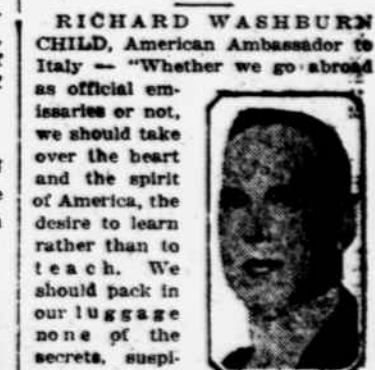 RICHARD WASHBURN
CHILD, American Ambassador to
Italy — "Whether we go abroad
as official em-
issaries or not,
we should take
over the heart
and the spirit
of America, the
desire to learn
rather than to
teach. We
should pack in
our luggage
none of the
secrets, suspi-